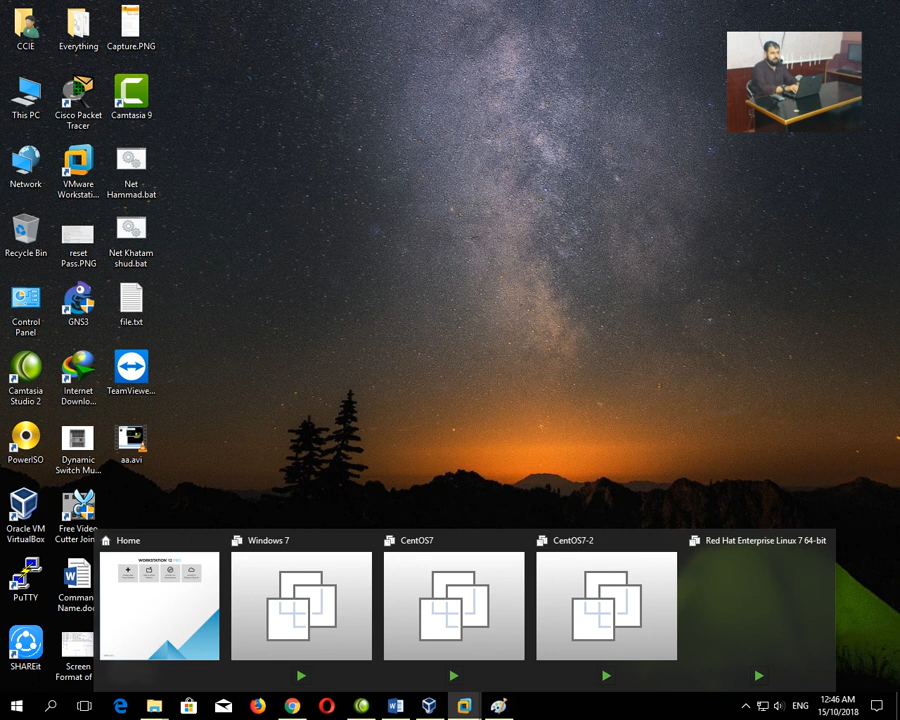 CCIE
Everything
Capture.PNG
This PC
Cisco Packet
Tracer
Camtasia 9
Network
VMware
Workstati...
Net
Hammad.bat
Recycle Bin
reset
Pass.PNG
Net Khatam
shud.bat
Control
Panel
GNS3
file.txt
Camtasia
Studio 2
Internet
Downlo...
TeamViewe...
PowerISO
Dynamic
Switch Mu...
aa.avi
Oracle VM
VirtualBox
Free Video
Cutter Join
PuTTY
Comman
Name.do
SHAREit
Screen
Format of
Home
Windows 7
CentOS7
CentOS7-2
Red Hat Enterprise Linux 7 64-bit
WORKSTATION 12 PRO
ENG
12:46 AM
15/10/2018